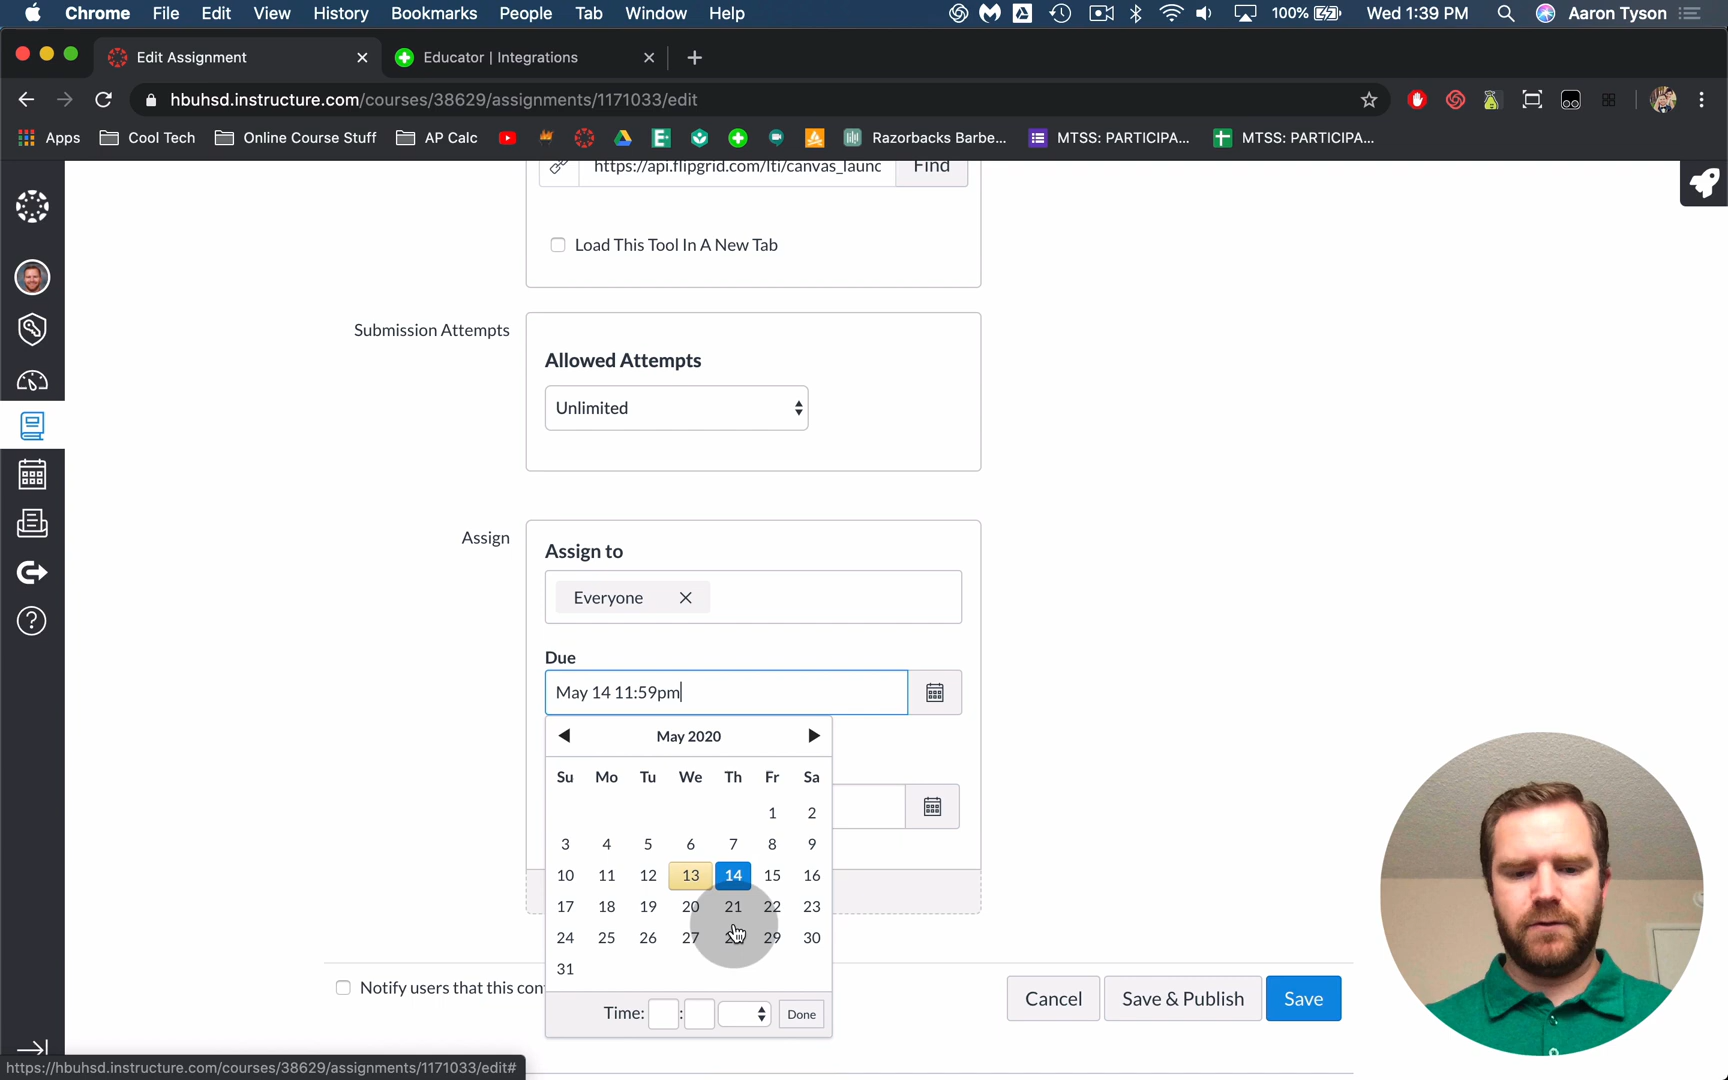 Chrome File Edit View History Bookmarks People Tab Window Help 100% Wed 1:39 PM Aaron Tyson
Edit Assignment Educator | Integrations
hbuhsd.instructure.com/courses/38629/assignments/1171033/edit
Apps Cool Tech Online Course Stuff AP Calc Razorbacks Barbe... MTSS: PARTICIPA... MTSS: PARTICIPA...
https://api.flipgrid.com/lti/canvas_launc Find
Load This Tool In A New Tab
Submission Attempts
Allowed Attempts
Unlimited
Assign
Assign to
Everyone
Due
May 14 11:59pm
May 2020
Su Mo Tu We Th Fr Sa
1 2
3 4 5 6 7 8 9
10 11 12 13 14 15 16
17 18 19 20 21 22 23
24 25 26 27 29 30
31
Time: : Done
Notify users that this con
Cancel Save & Publish Save
https://hbuhsd.instructure.com/courses/38629/assignments/1171033/edit#